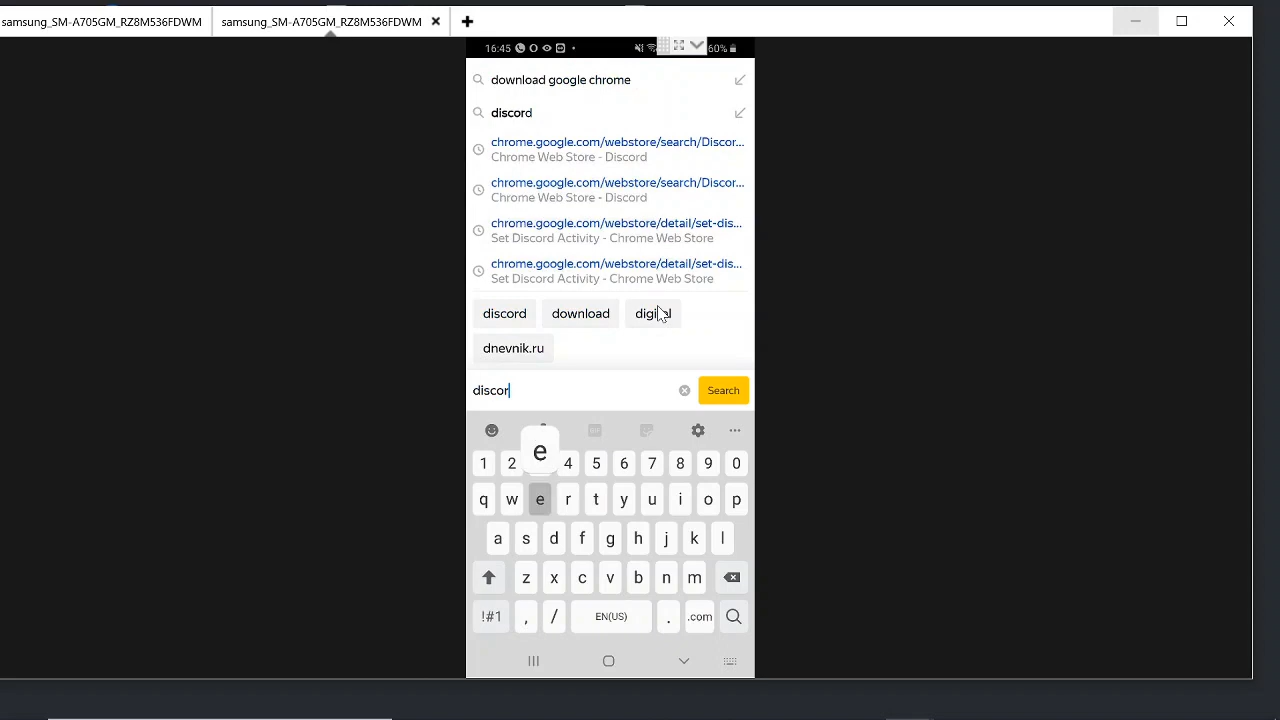 samsung_SM-A705GM_RZ8M536FDWM
samsung_SM-A705GM_RZ8M536FDWM
16:45
60%
download google chrome
discord
chrome.google.com/webstore/search/Discor...
Chrome Web Store - Discord
chrome.google.com/webstore/search/Discor...
Chrome Web Store - Discord
chrome.google.com/webstore/detail/set-dis...
Set Discord Activity - Chrome Web Store
chrome.google.com/webstore/detail/set-dis...
Set Discord Activity - Chrome Web Store
discord download digital
dnevnik.ru
discor Search
e
1 2 4 5 6 7 8 9 0
q w e r t y u i o p
a s d f g h j k l
z x c v b n m
!#1 , / EN(US) . .com